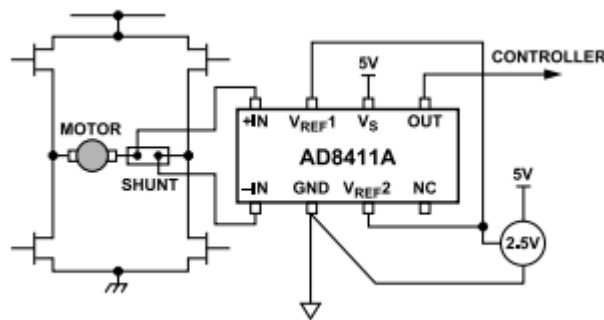 CONTROLLER
5V
MOTOR
+IN VREF1 VS OUT
AD8411A
SHUNT
–IN GND VREF2 NC
5V
2.5V